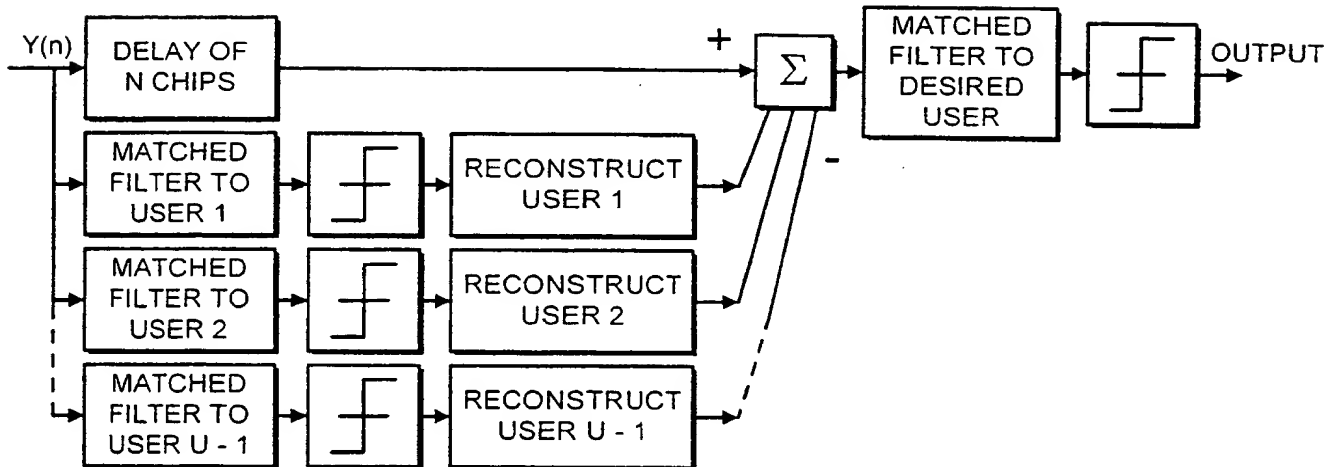 Y(n)
DELAY OF
N CHIPS
+
Σ
MATCHED
FILTER TO
DESIRED
USER
OUTPUT
-
MATCHED
FILTER TO
USER 1
RECONSTRUCT
USER 1
MATCHED
FILTER TO
USER 2
RECONSTRUCT
USER 2
MATCHED
FILTER TO
USER U - 1
RECONSTRUCT
USER U - 1